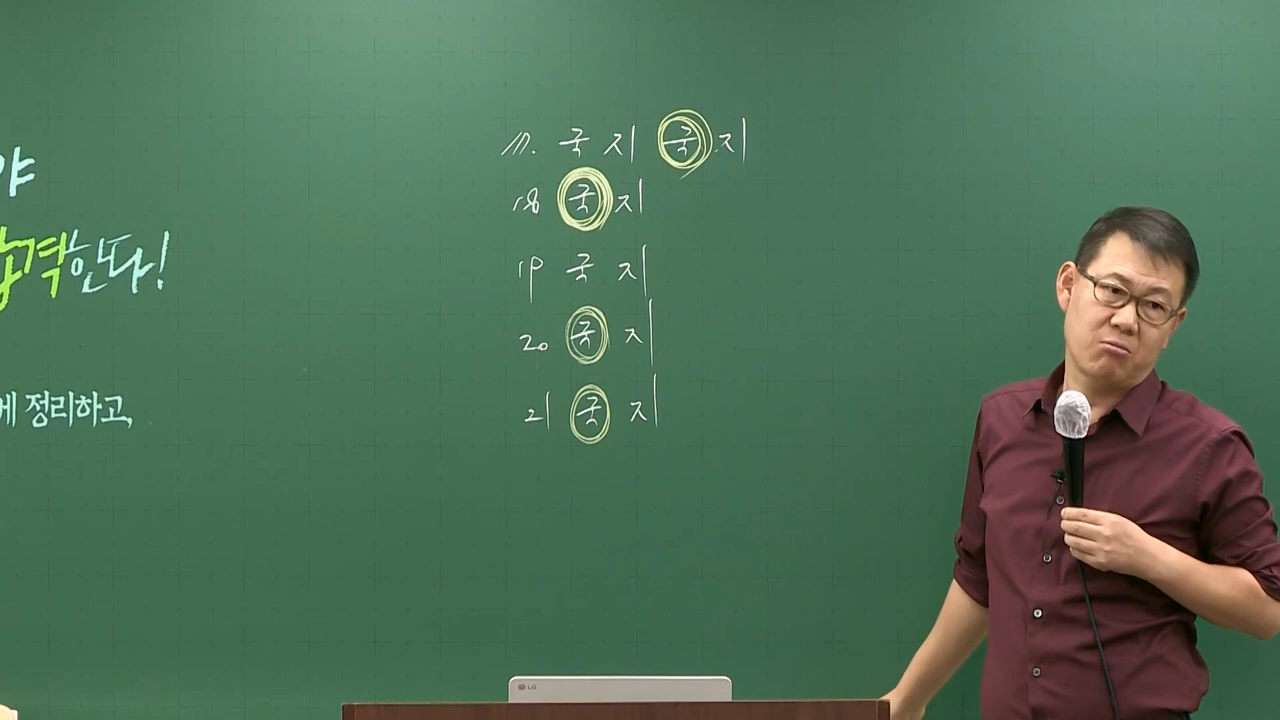 야
합격한다!
에 정리하고,
17. 국 지 국 지
18 국 지
19 국 지
20 국 지
21 국 지
LG